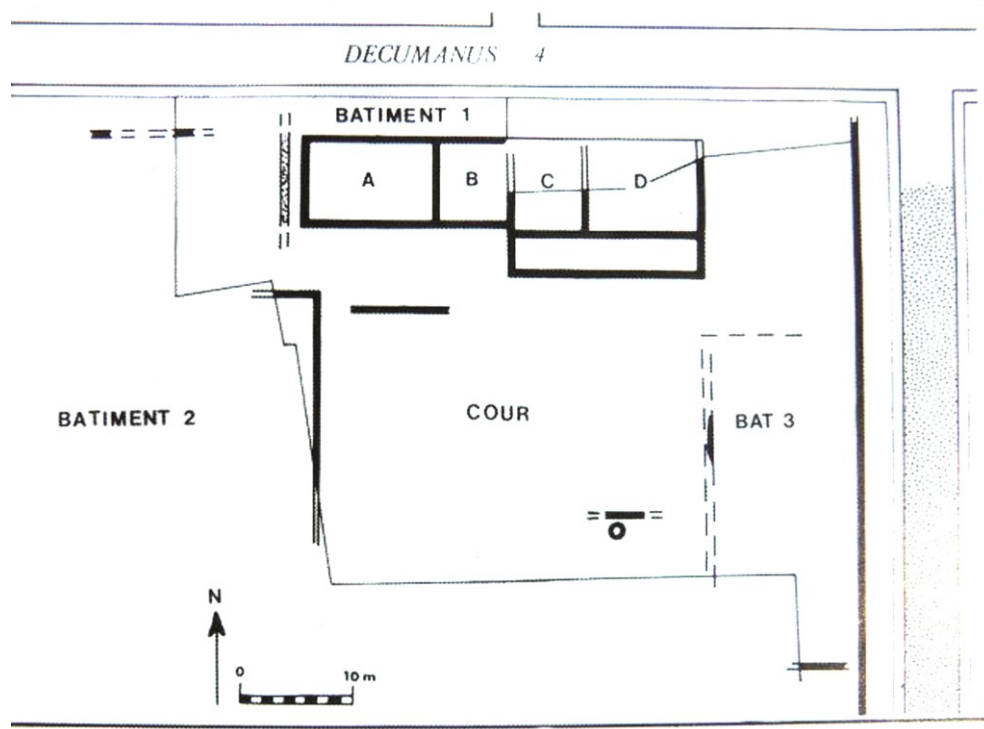 DECUMANUS 4
BATIMENT 1
A B C D
BATIMENT 2
COUR
BAT 3
N
0 10 m